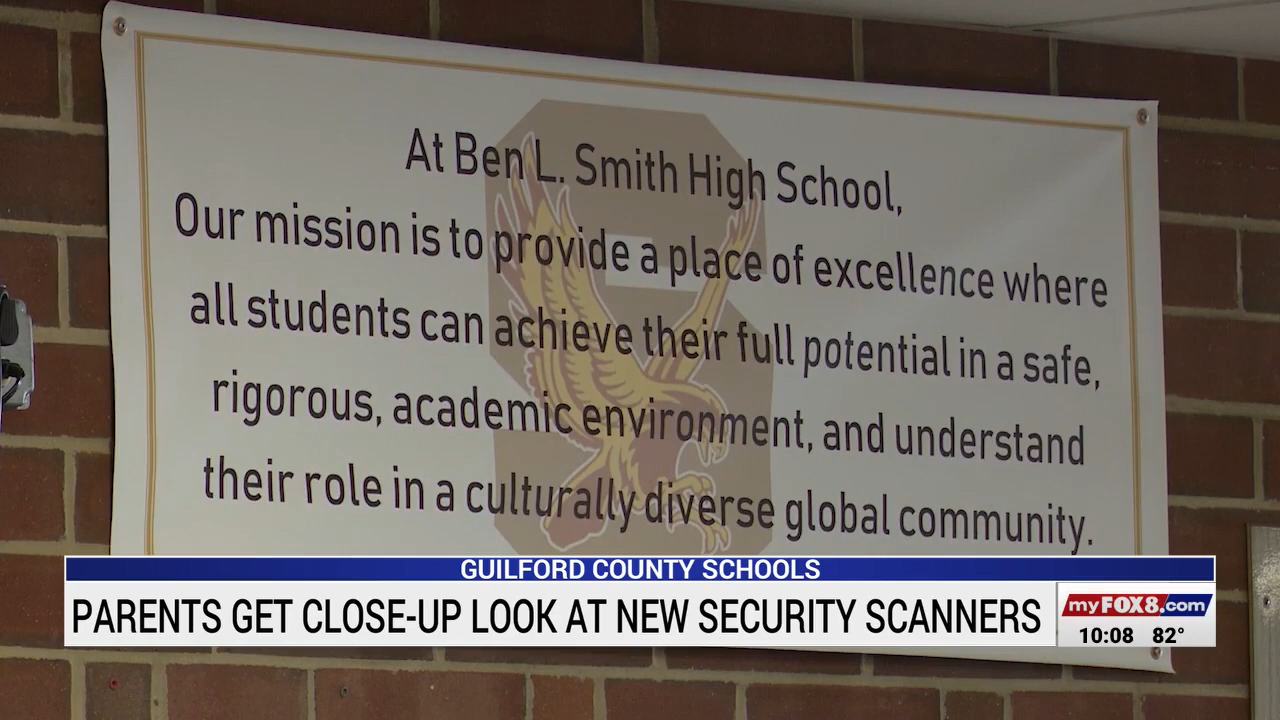 At Ben L. Smith High School,
Our mission is to provide a place of excellence where
all students can achieve their full potential in a safe,
rigorous, academic environment, and understand
their role in a culturally diverse global community.
GUILFORD COUNTY SCHOOLS
PARENTS GET CLOSE-UP LOOK AT NEW SECURITY SCANNERS
myFOX8.com
10:08 82°